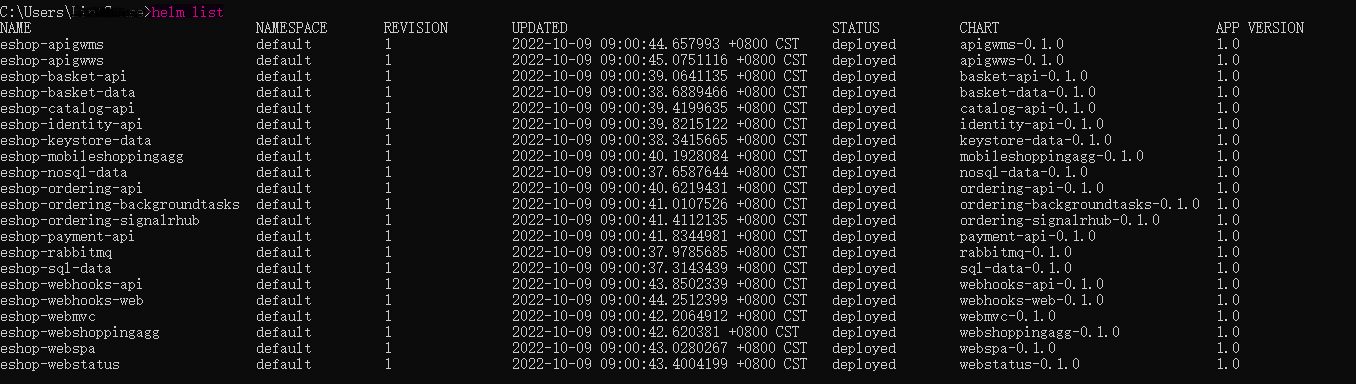 C:\Users\ >helm list
NAME NAMESPACE REVISION UPDATED STATUS CHART APP VERSION
eshop-apigwms default 1 2022-10-09 09:00:44.657993 +0800 CST deployed apigwms-0.1.0 1.0
eshop-apigwws default 1 2022-10-09 09:00:45.0751116 +0800 CST deployed apigwws-0.1.0 1.0
eshop-basket-api default 1 2022-10-09 09:00:39.0641135 +0800 CST deployed basket-api-0.1.0 1.0
eshop-basket-data default 1 2022-10-09 09:00:38.6889466 +0800 CST deployed basket-data-0.1.0 1.0
eshop-catalog-api default 1 2022-10-09 09:00:39.4199635 +0800 CST deployed catalog-api-0.1.0 1.0
eshop-identity-api default 1 2022-10-09 09:00:39.8215122 +0800 CST deployed identity-api-0.1.0 1.0
eshop-keystore-data default 1 2022-10-09 09:00:38.3415665 +0800 CST deployed keystore-data-0.1.0 1.0
eshop-mobileshoppingagg default 1 2022-10-09 09:00:40.1928084 +0800 CST deployed mobileshoppingagg-0.1.0 1.0
eshop-nosql-data default 1 2022-10-09 09:00:37.6587644 +0800 CST deployed nosql-data-0.1.0 1.0
eshop-ordering-api default 1 2022-10-09 09:00:40.6219431 +0800 CST deployed ordering-api-0.1.0 1.0
eshop-ordering-backgroundtasks default 1 2022-10-09 09:00:41.0107526 +0800 CST deployed ordering-backgroundtasks-0.1.0 1.0
eshop-ordering-signalrhub default 1 2022-10-09 09:00:41.4112135 +0800 CST deployed ordering-signalrhub-0.1.0 1.0
eshop-payment-api default 1 2022-10-09 09:00:41.8344981 +0800 CST deployed payment-api-0.1.0 1.0
eshop-rabbitmq default 1 2022-10-09 09:00:37.9785685 +0800 CST deployed rabbitmq-0.1.0 1.0
eshop-sql-data default 1 2022-10-09 09:00:37.3143439 +0800 CST deployed sql-data-0.1.0 1.0
eshop-webhooks-api default 1 2022-10-09 09:00:43.8502339 +0800 CST deployed webhooks-api-0.1.0 1.0
eshop-webhooks-web default 1 2022-10-09 09:00:44.2512399 +0800 CST deployed webhooks-web-0.1.0 1.0
eshop-webmvc default 1 2022-10-09 09:00:42.2064912 +0800 CST deployed webmvc-0.1.0 1.0
eshop-webshoppingagg default 1 2022-10-09 09:00:42.620381 +0800 CST deployed webshoppingagg-0.1.0 1.0
eshop-webspa default 1 2022-10-09 09:00:43.0280267 +0800 CST deployed webspa-0.1.0 1.0
eshop-webstatus default 1 2022-10-09 09:00:43.4004199 +0800 CST deployed webstatus-0.1.0 1.0